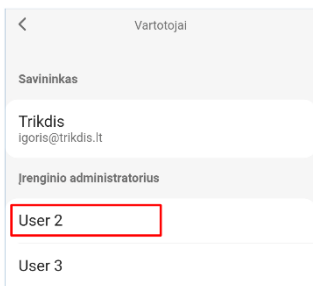 Vartotojai
Savininkas
Trikdis
igoris@trikdis.lt
Įrenginio administratorius
User 2
User 3